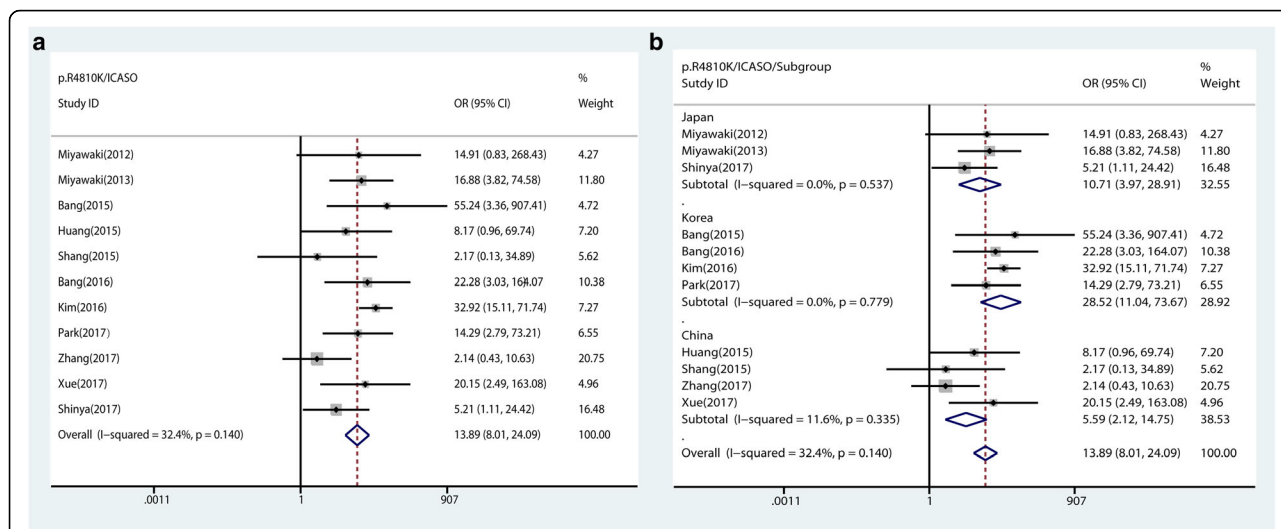 a
p.R4810K/ICASO %
Study ID OR (95% CI) Weight
Miyawaki(2012) 14.91 (0.83, 268.43) 4.27
Miyawaki(2013) 16.88 (3.82, 74.58) 11.80
Bang(2015) 55.24 (3.36, 907.41) 4.72
Huang(2015) 8.17 (0.96, 69.74) 7.20
Shang(2015) 2.17 (0.13, 34.89) 5.62
Bang(2016) 22.28 (3.03, 164.07) 10.38
Kim(2016) 32.92 (15.11, 71.74) 7.27
Park(2017) 14.29 (2.79, 73.21) 6.55
Zhang(2017) 2.14 (0.43, 10.63) 20.75
Xue(2017) 20.15 (2.49, 163.08) 4.96
Shinya(2017) 5.21 (1.11, 24.42) 16.48
Overall (I−squared = 32.4%, p = 0.140) 13.89 (8.01, 24.09) 100.00
.0011 1 907
b
p.R4810K/ICASO/Subgroup %
Sutdy ID OR (95% CI) Weight
Japan
Miyawaki(2012) 14.91 (0.83, 268.43) 4.27
Miyawaki(2013) 16.88 (3.82, 74.58) 11.80
Shinya(2017) 5.21 (1.11, 24.42) 16.48
Subtotal (I−squared = 0.0%, p = 0.537) 10.71 (3.97, 28.91) 32.55
.
Korea
Bang(2015) 55.24 (3.36, 907.41) 4.72
Bang(2016) 22.28 (3.03, 164.07) 10.38
Kim(2016) 32.92 (15.11, 71.74) 7.27
Park(2017) 14.29 (2.79, 73.21) 6.55
Subtotal (I−squared = 0.0%, p = 0.779) 28.52 (11.04, 73.67) 28.92
.
China
Huang(2015) 8.17 (0.96, 69.74) 7.20
Shang(2015) 2.17 (0.13, 34.89) 5.62
Zhang(2017) 2.14 (0.43, 10.63) 20.75
Xue(2017) 20.15 (2.49, 163.08) 4.96
Subtotal (I−squared = 11.6%, p = 0.335) 5.59 (2.12, 14.75) 38.53
.
Overall (I−squared = 32.4%, p = 0.140) 13.89 (8.01, 24.09) 100.00
.0011 1 907